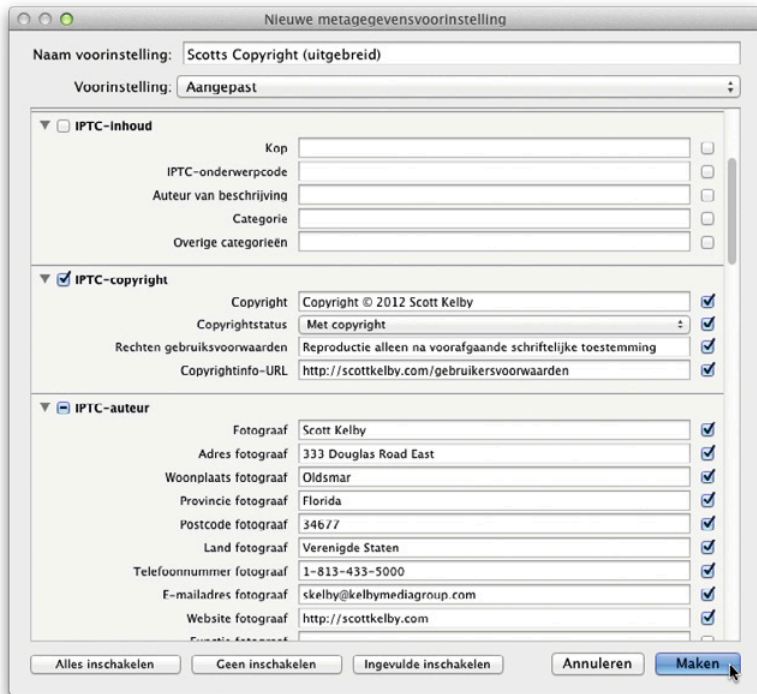 Nieuwe metagegevensvoorinstelling
Naam voorinstelling: Scotts Copyright (uitgebreid)
Voorinstelling: Aangepast
IPTC-inhoud
Kop
IPTC-onderwerpcode
Auteur van beschrijving
Categorie
Overige categorieën
IPTC-copyright
Copyright Copyright © 2012 Scott Kelby
Copyrightstatus Met copyright
Rechten gebruiksvoorwaarden Reproductie alleen na voorafgaande schriftelijke toestemming
Copyrightinfo-URL http://scottkelby.com/gebruikersvoorwaarden
IPTC-auteur
Fotograaf Scott Kelby
Adres fotograaf 333 Douglas Road East
Woonplaats fotograaf Oldsmar
Provincie fotograaf Florida
Postcode fotograaf 34677
Land fotograaf Verenigde Staten
Telefoonnummer fotograaf 1-813-433-5000
E-mailadres fotograaf skelby@kelbymediagroup.com
Website fotograaf http://scottkelby.com
Functie fotograaf
Alles inschakelen Geen inschakelen Ingevulde inschakelen Annuleren Maken